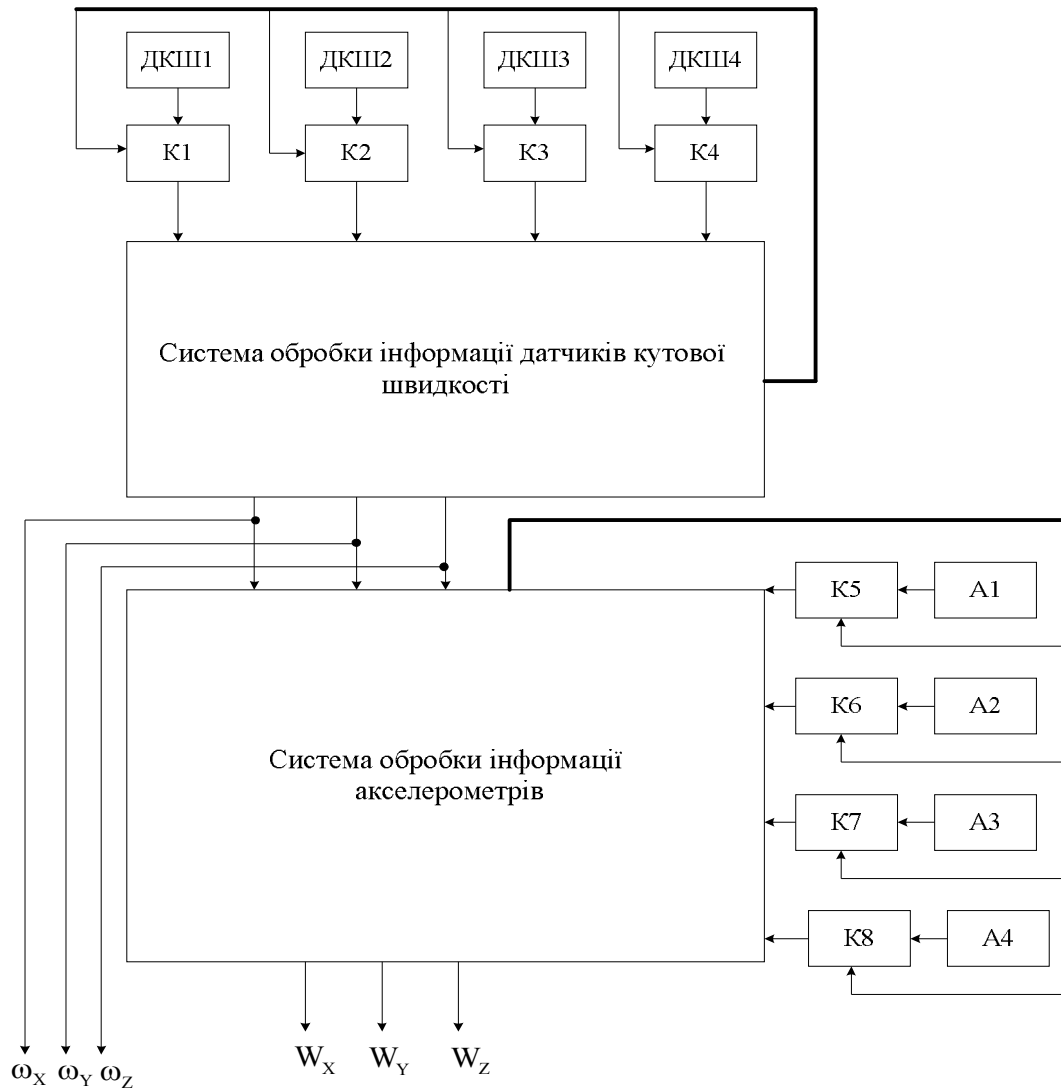 ДКШ1 ДКШ2 ДКШ3 ДКШ4
К1 К2 К3 К4
Система обробки інформації датчиків кутової
швидкості
К5 А1
К6 А2
Система обробки інформації
акселерометрів
К7 А3
К8 А4
ωX ωY ωZ WX WY WZ